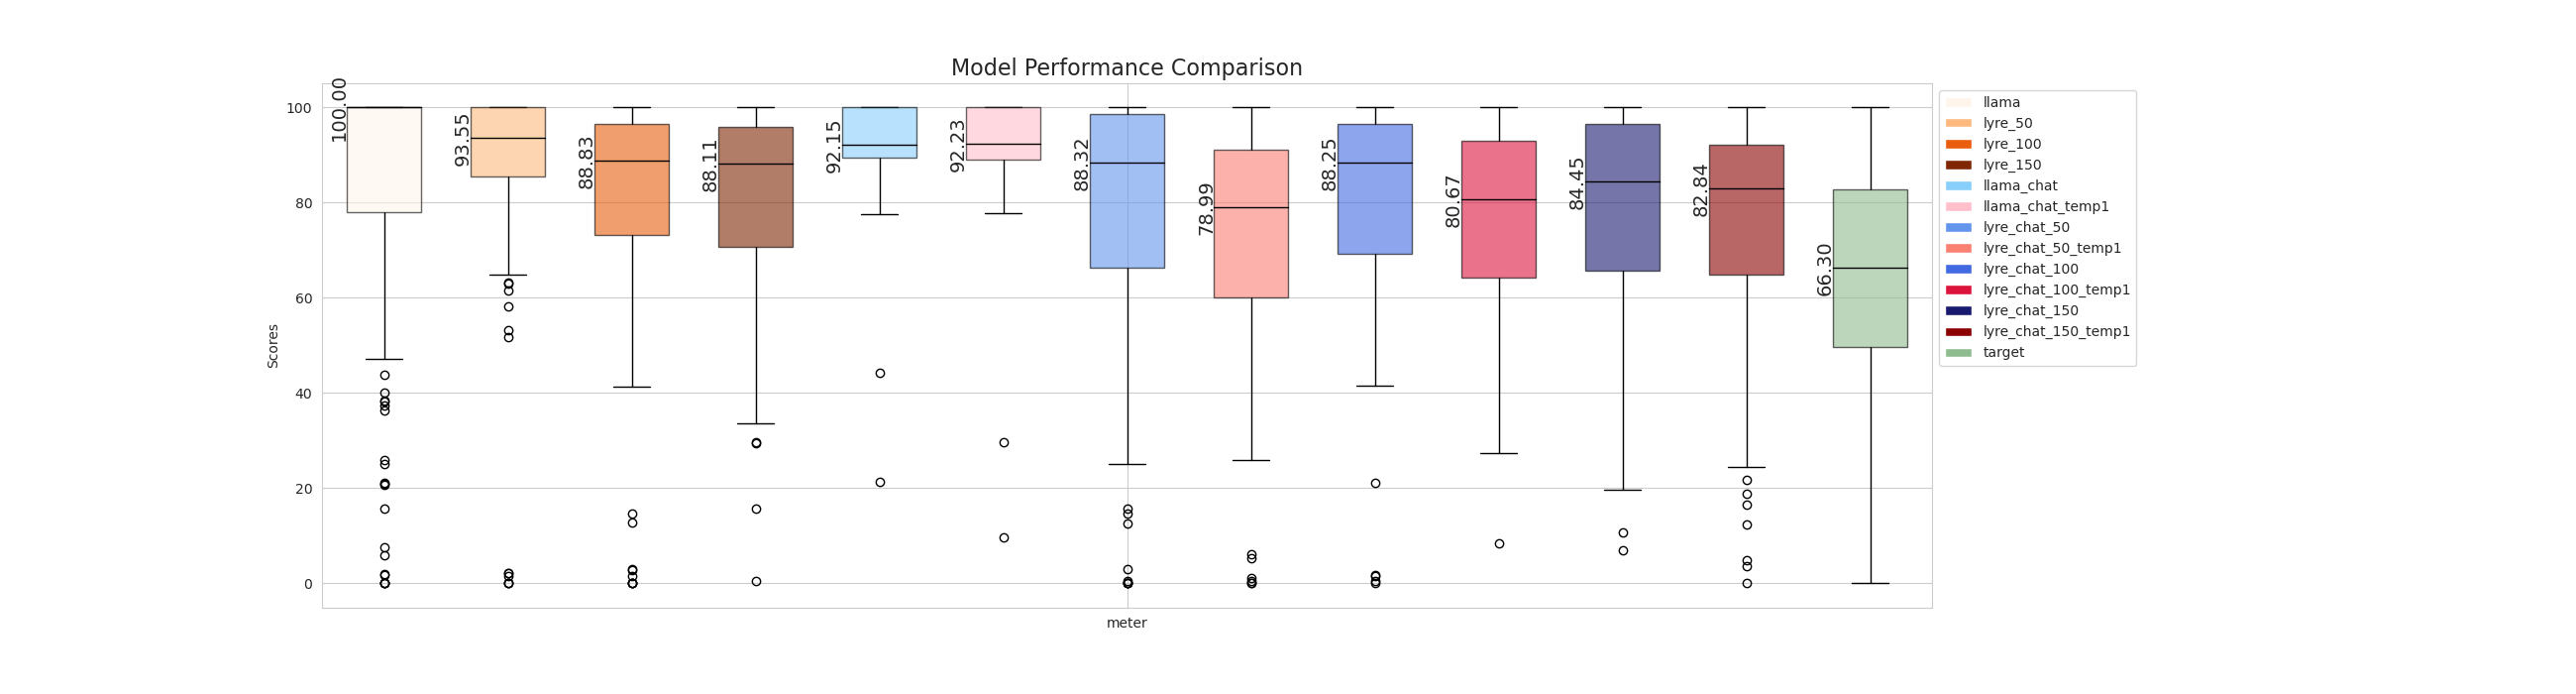 Model Performance Comparison
Scores
100
80
60
40
20
0
100.00
93.55
88.83
88.11
92.15
92.23
88.32
78.99
88.25
80.67
84.45
82.84
66.30
meter
llama
lyre_50
lyre_100
lyre_150
llama_chat
llama_chat_temp1
lyre_chat_50
lyre_chat_50_temp1
lyre_chat_100
lyre_chat_100_temp1
lyre_chat_150
lyre_chat_150_temp1
target